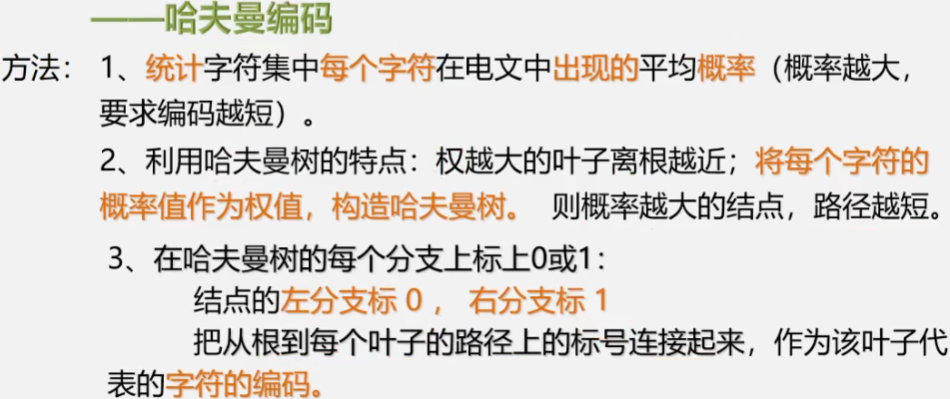 ——哈夫曼编码
方法： 1、统计字符集中每个字符在电文中出现的平均概率（概率越大，
要求编码越短）。
2、利用哈夫曼树的特点：权越大的叶子离根越近；将每个字符的
概率值作为权值，构造哈夫曼树。 则概率越大的结点，路径越短。
3、在哈夫曼树的每个分支上标上0或1：
结点的左分支标 0 ， 右分支标 1
把从根到每个叶子的路径上的标号连接起来，作为该叶子代
表的字符的编码。